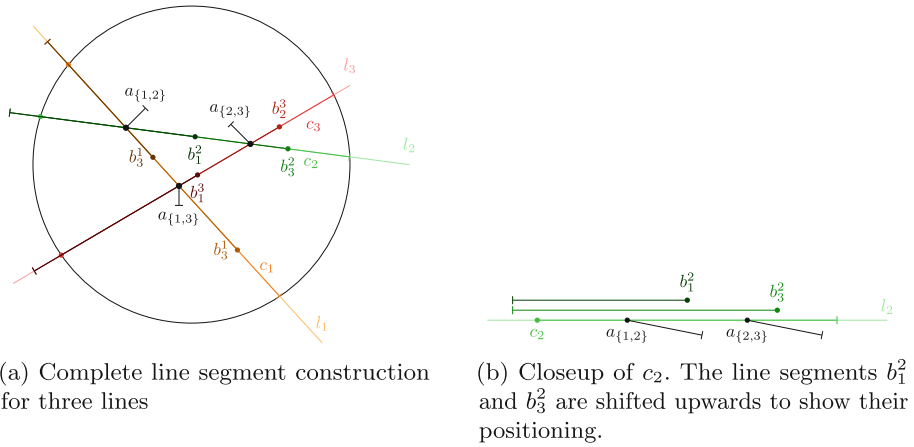 l_3
a_{\{1,2\}}
a_{\{2,3\}}
b_2^3
c_3
l_2
b_1^2
b_3^1
b_3^2
c_2
b_1^3
a_{\{1,3\}}
b_3^1
c_1
l_1
b_1^2
b_3^2
l_2
c_2
a_{\{1,2\}}
a_{\{2,3\}}
(a) Complete line segment construction
for three lines
(b) Closeup of c_2. The line segments b_1^2
and b_3^2 are shifted upwards to show their
positioning.